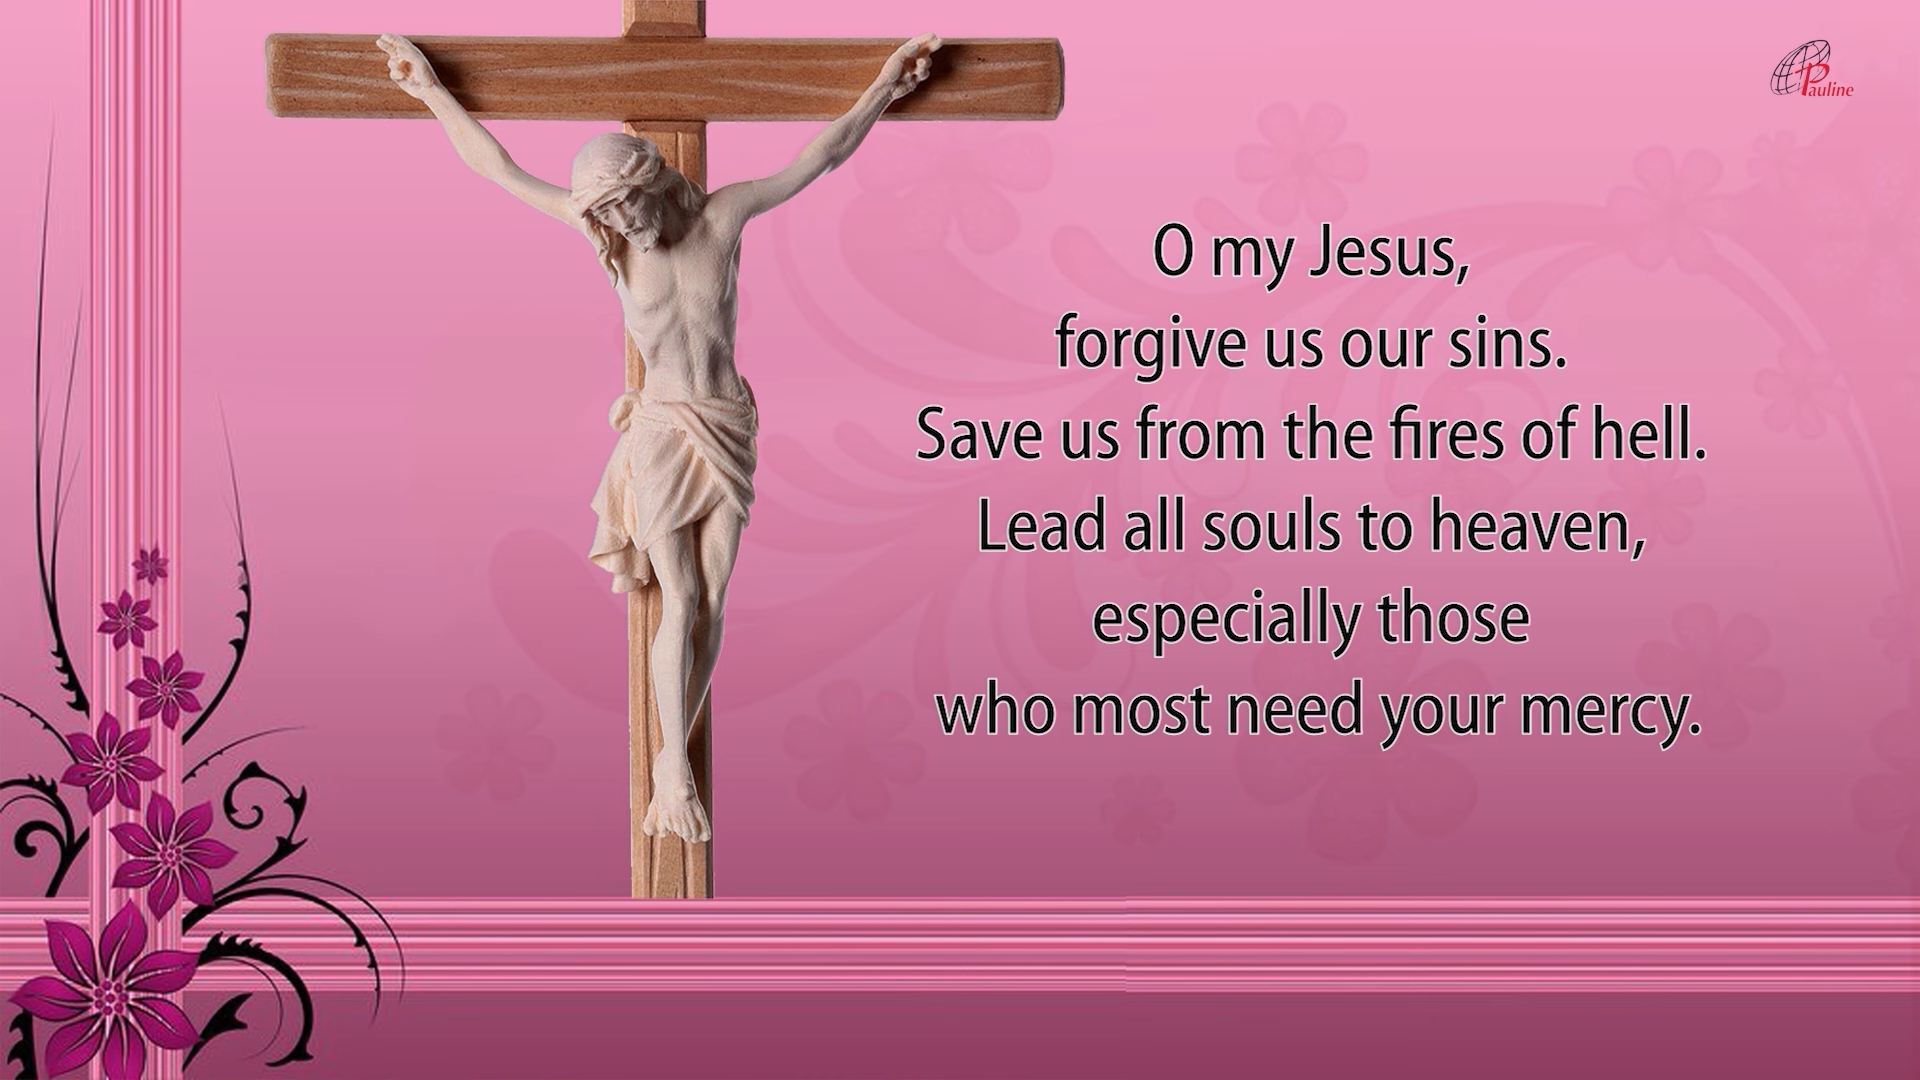 Pauline
O my Jesus,
forgive us our sins.
Save us from the fires of hell.
Lead all souls to heaven,
especially those
who most need your mercy.